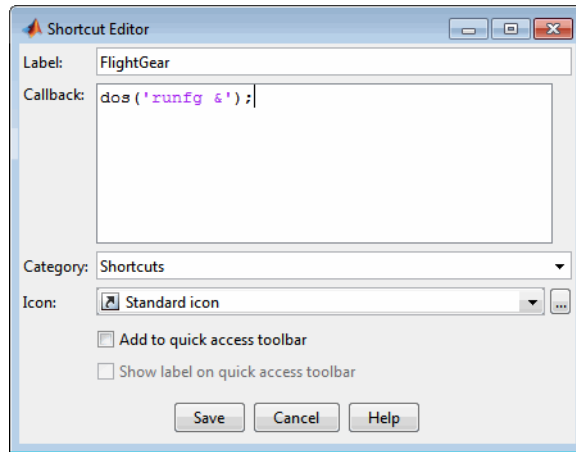 Shortcut Editor
Label: FlightGear
Callback: dos('runfg &');
Category: Shortcuts
Icon: Standard icon ...
Add to quick access toolbar
Show label on quick access toolbar
Save Cancel Help